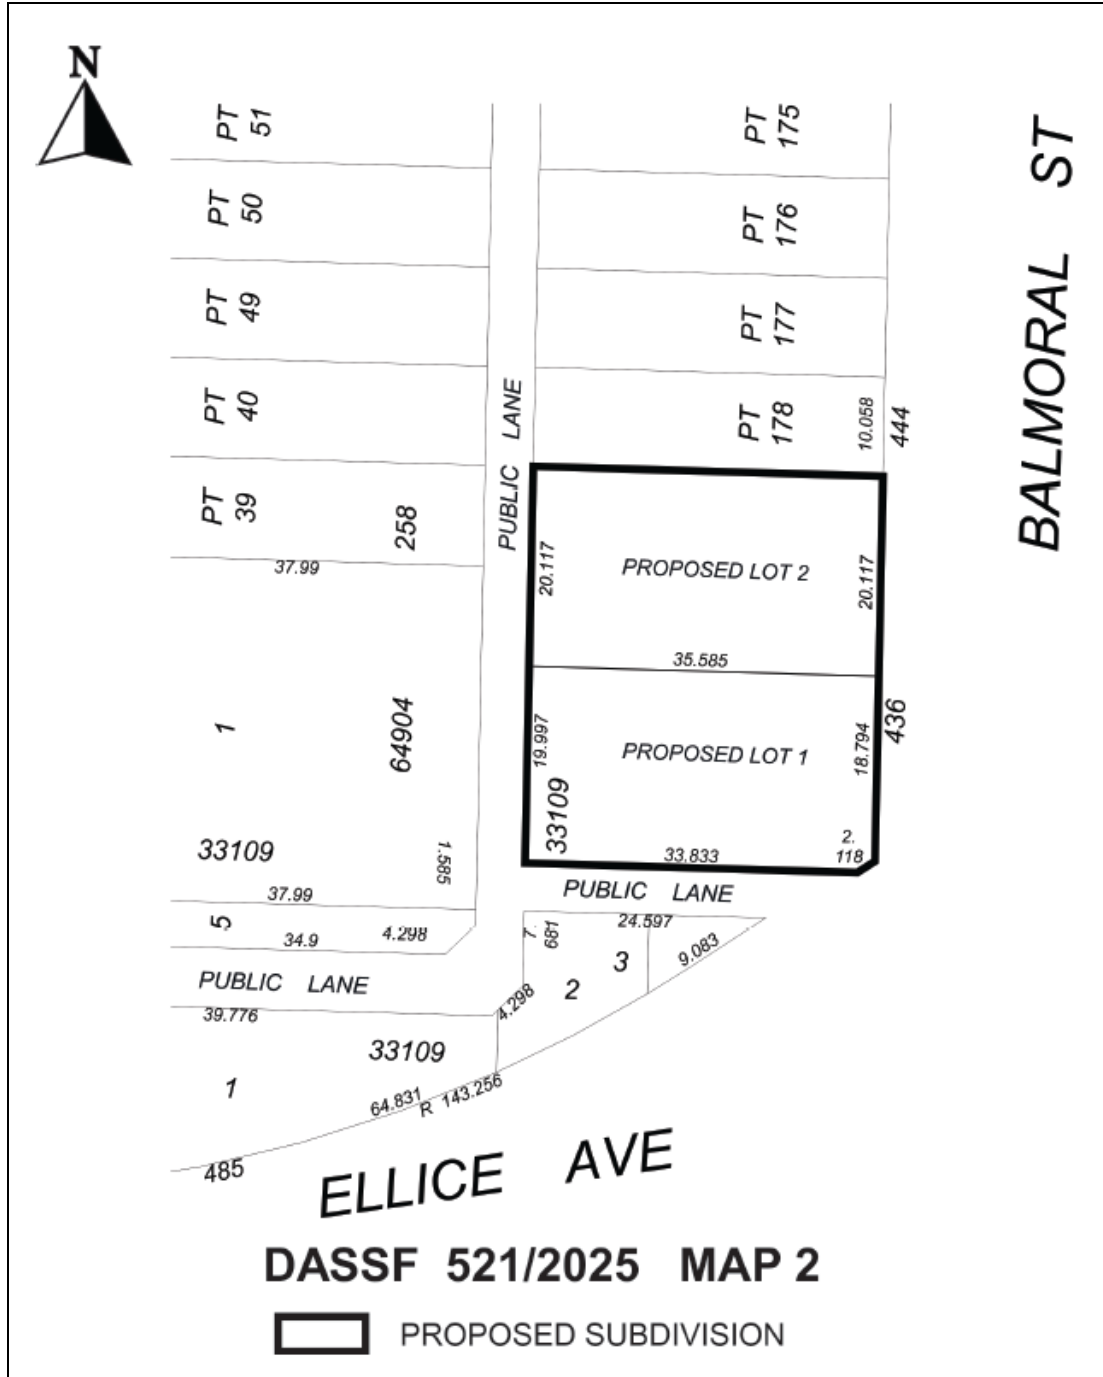 N
PT 51
PT 50
PT 49
PT 40
PT 39
258
37.99
PT 175
PT 176
PT 177
PT 178
10.058
444
BALMORAL ST
PUBLIC LANE
20.117
PROPOSED LOT 2
20.117
35.585
19.997
PROPOSED LOT 1
18.794
436
33109
33.833
2.
118
1
64904
33109
1.585
37.99
5
34.9
4.298
PUBLIC LANE
PUBLIC LANE
24.597
7.
681
3
9.083
2
4.298
39.776
33109
1
64.831
R 143.256
485
ELLICE AVE
DASSF 521/2025 MAP 2
PROPOSED SUBDIVISION